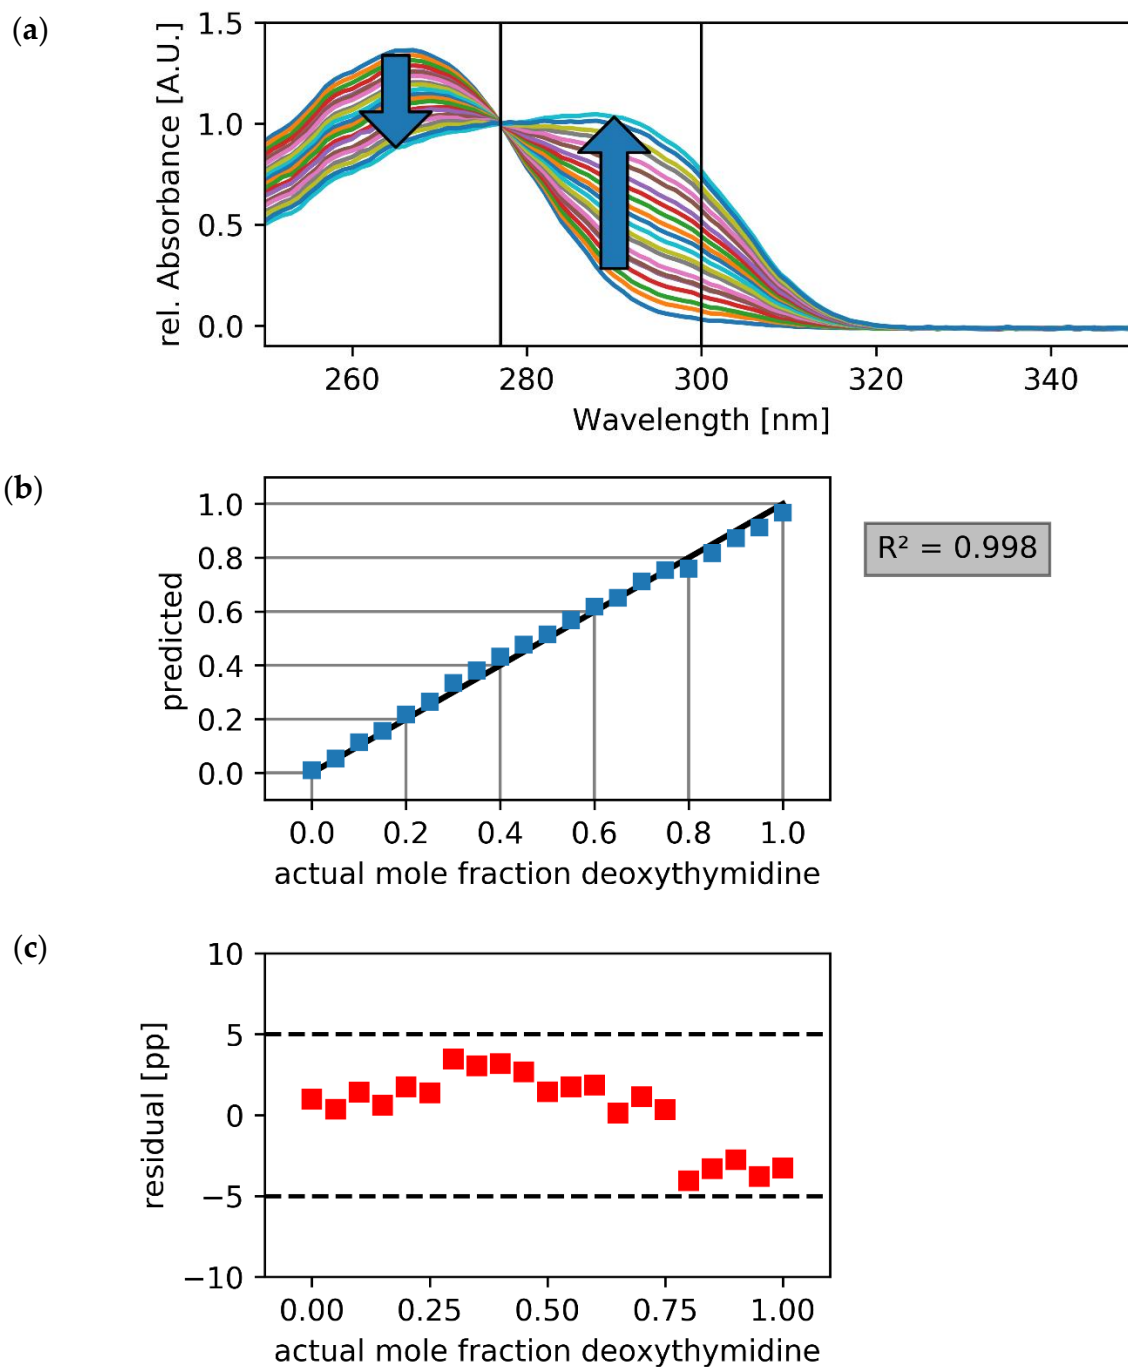 (a)
rel. Absorbance [A.U.]
1.5
1.0
0.5
0.0
260 280 300 320 340
Wavelength [nm]
(b)
predicted
1.0
0.8
0.6
0.4
0.2
0.0
R² = 0.998
0.0 0.2 0.4 0.6 0.8 1.0
actual mole fraction deoxythymidine
(c)
residual [pp]
10
5
0
−5
−10
0.00 0.25 0.50 0.75 1.00
actual mole fraction deoxythymidine